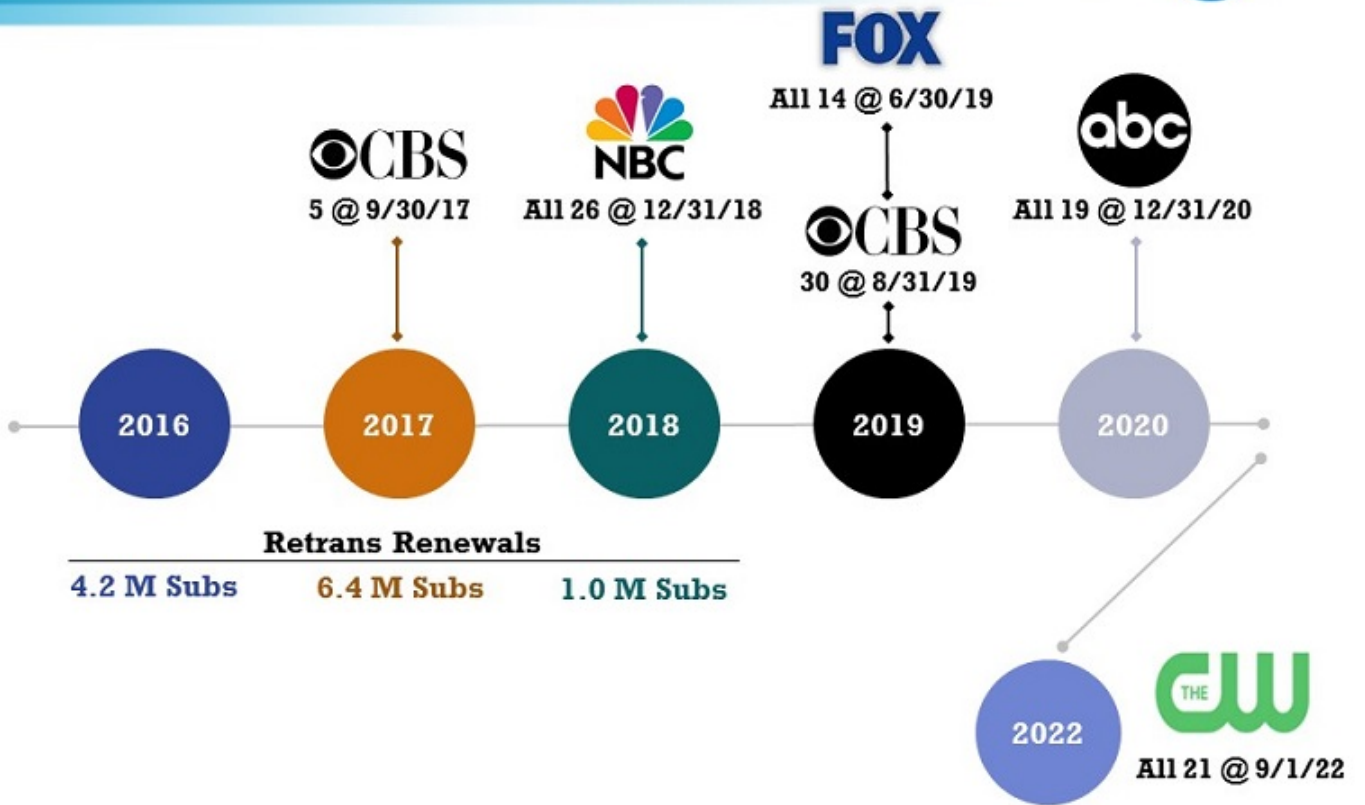 FOX
All 14 @ 6/30/19
abc
CBS
5 @ 9/30/17
NBC
All 26 @ 12/31/18
CBS
30 @ 8/31/19
All 19 @ 12/31/20
2016
2017
2018
2019
2020
Retrans Renewals
4.2 M Subs
6.4 M Subs
1.0 M Subs
2022
THE CW
All 21 @ 9/1/22